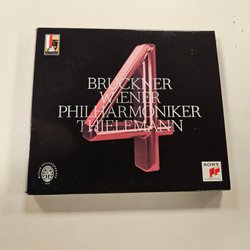 BRUCKNER
WIENER
PHILHARMONIKER
THIELEMANN
4
SONY